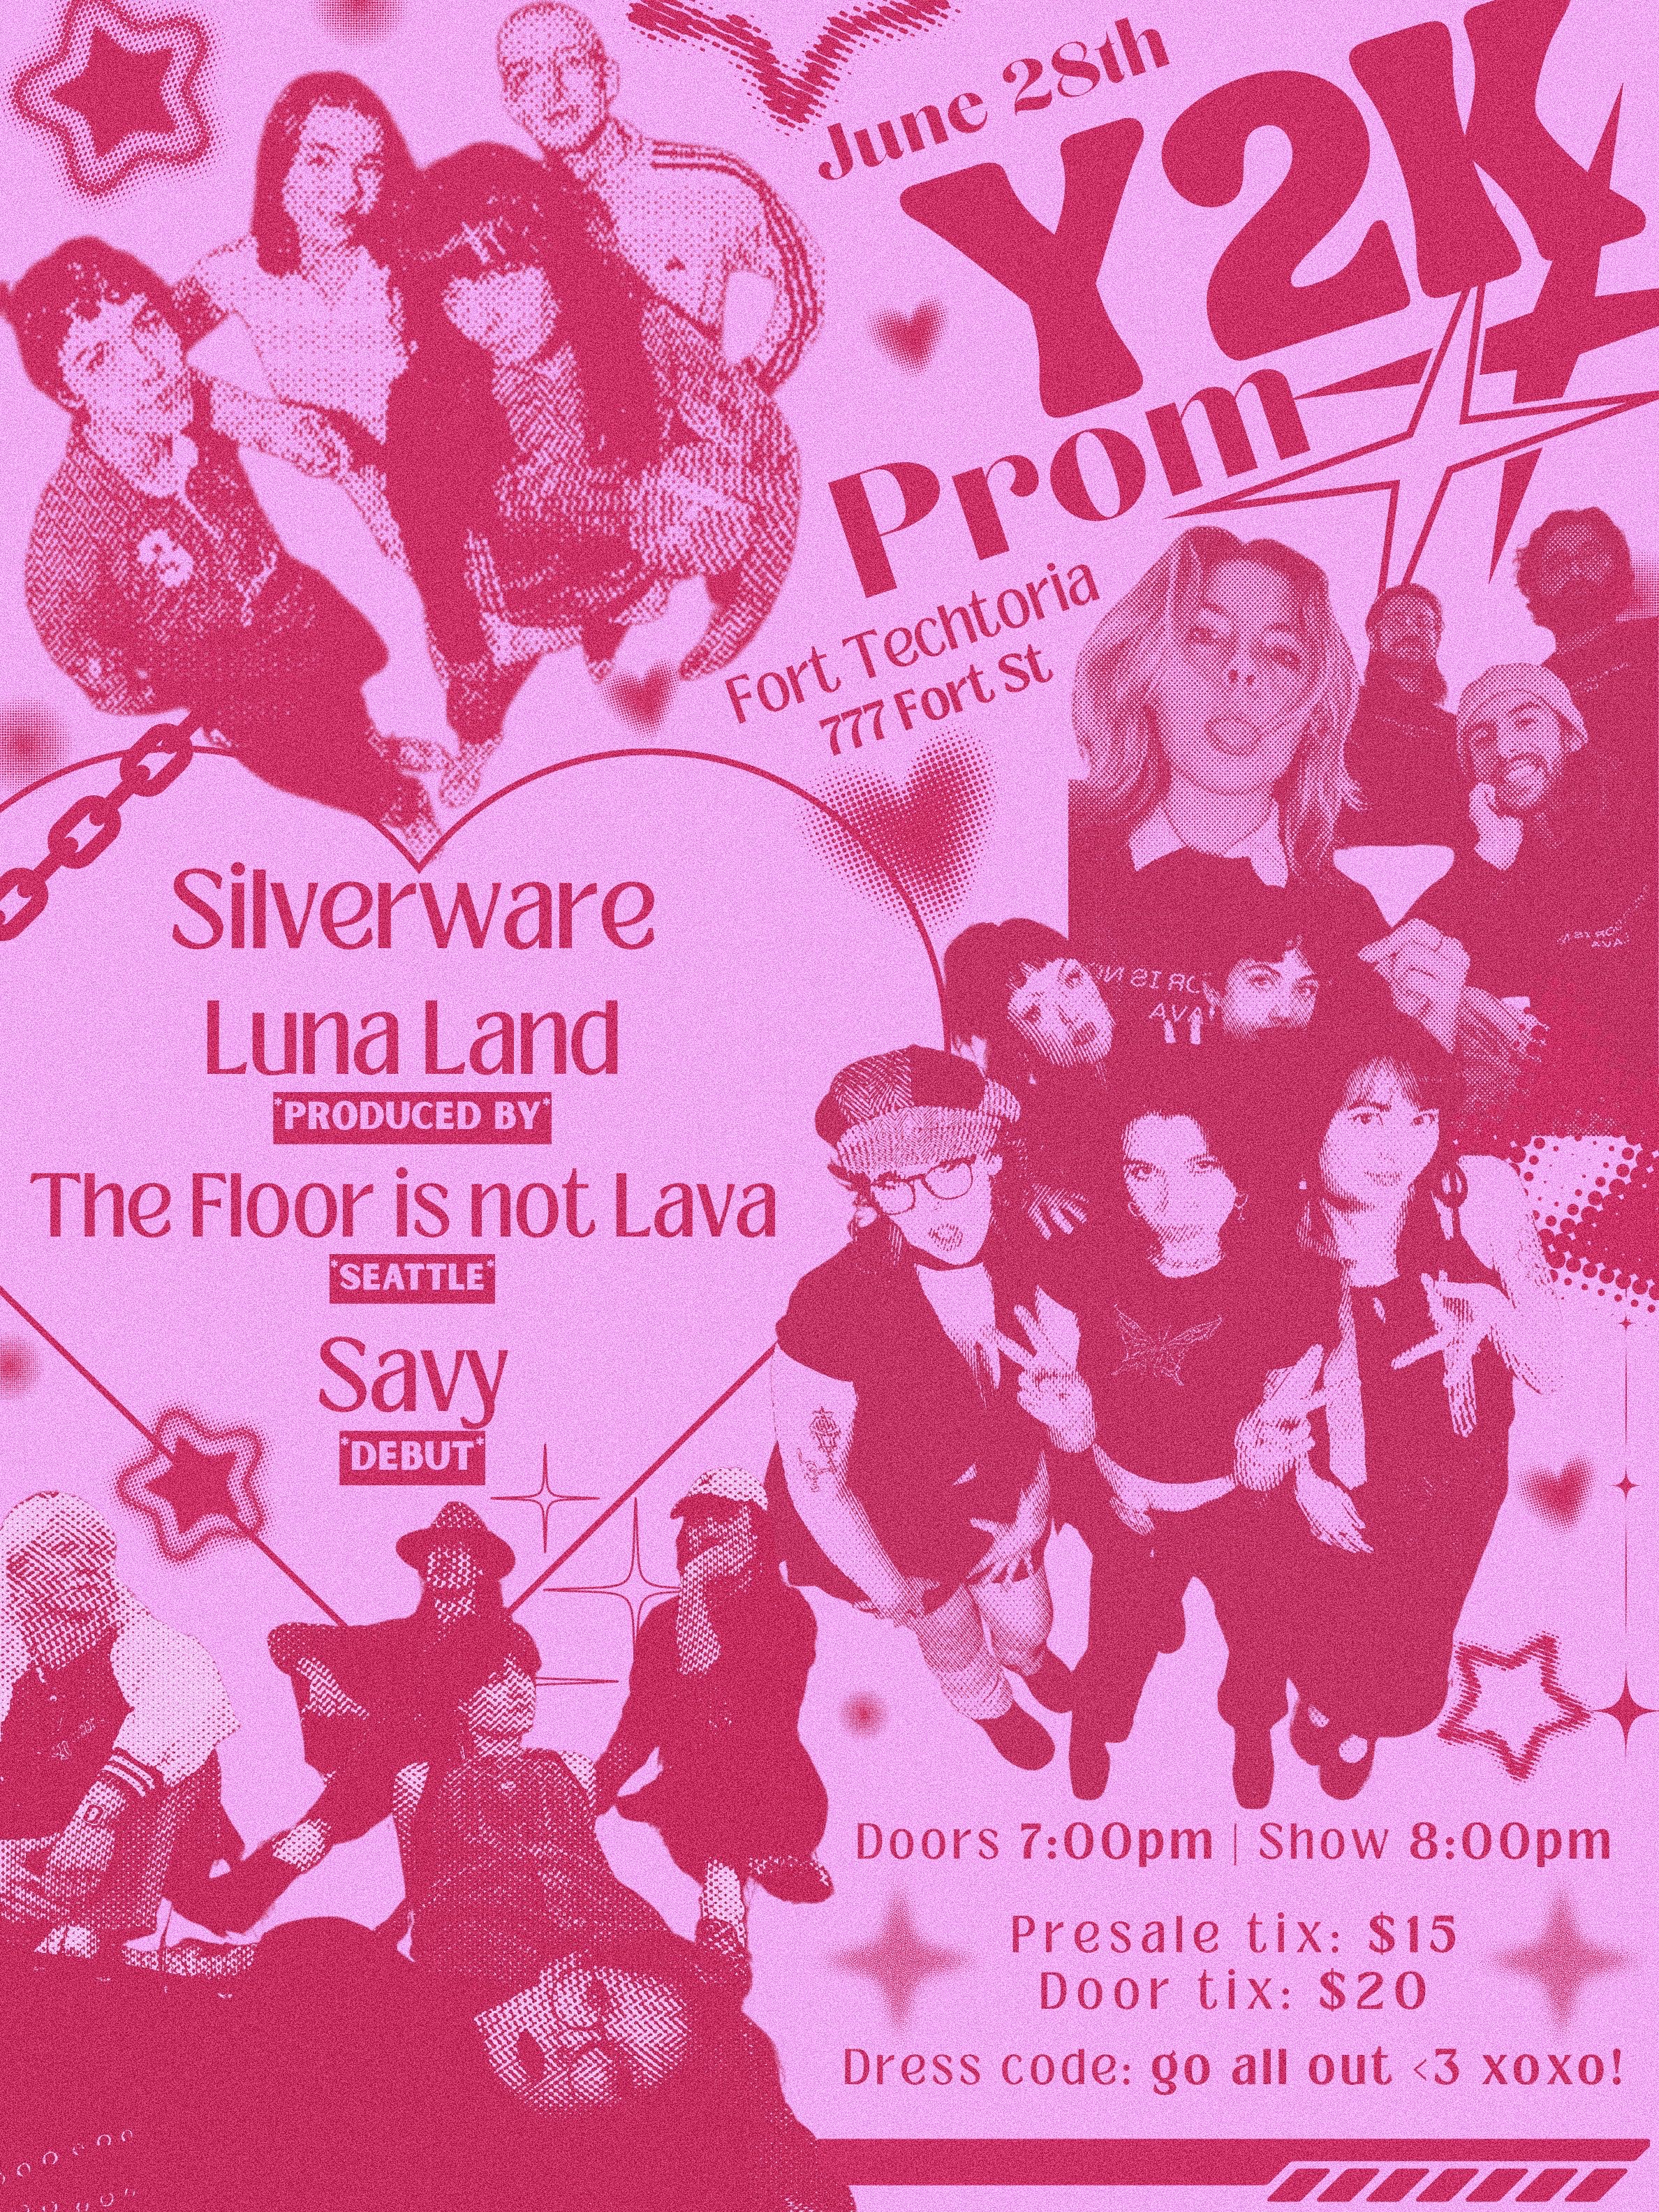 June 28th
Y2K
Prom
Fort Techtoria
777 Fort St
Silverware
Luna Land
*PRODUCED BY*
The Floor is not Lava
*SEATTLE*
Savy
*DEBUT*
Doors 7:00pm | Show 8:00pm
Presale tix: $15
Door tix: $20
Dress code: go all out <3 xoxo!